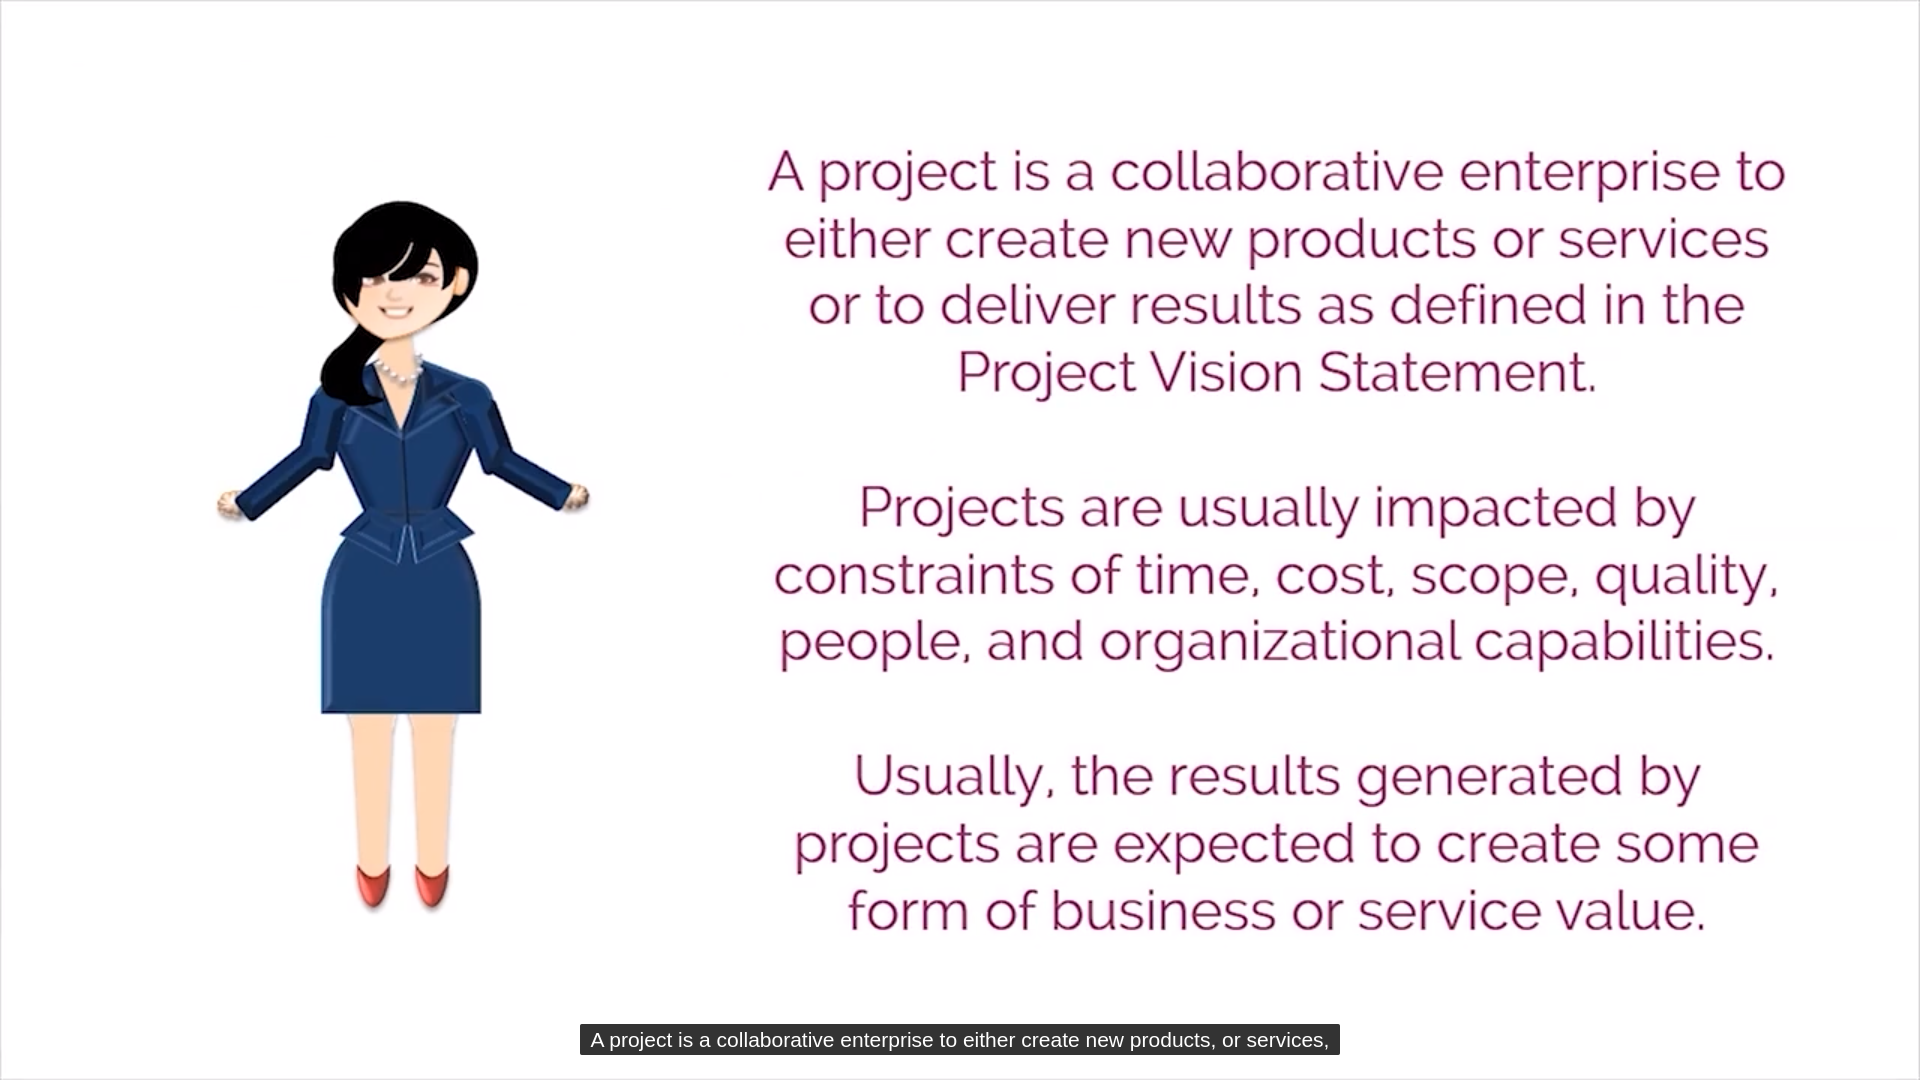 A project is a collaborative enterprise to
either create new products or services
or to deliver results as defined in the
Project Vision Statement.
Projects are usually impacted by
constraints of time, cost, scope, quality,
people, and organizational capabilities.
Usually, the results generated by
projects are expected to create some
form of business or service value.
A project is a collaborative enterprise to either create new products, or services,